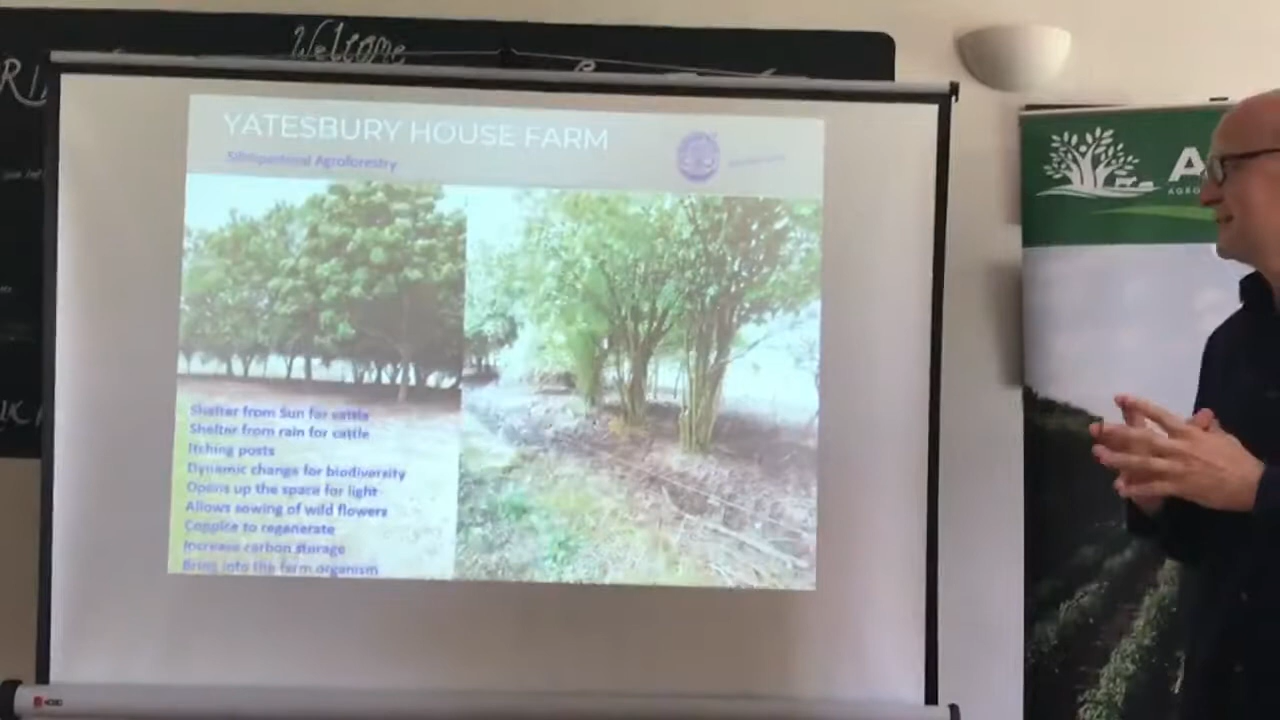 Welcome
YATESBURY HOUSE FARM
Silvopastoral Agroforestry
Shelter from Sun for cattle
Shelter from rain for cattle
Itching posts
Dynamic change for biodiversity
Opens up the space for light
Allows sowing of wild flowers
Coppice to regenerate
Increase carbon storage
Bring into the farm organism
A
AGRO